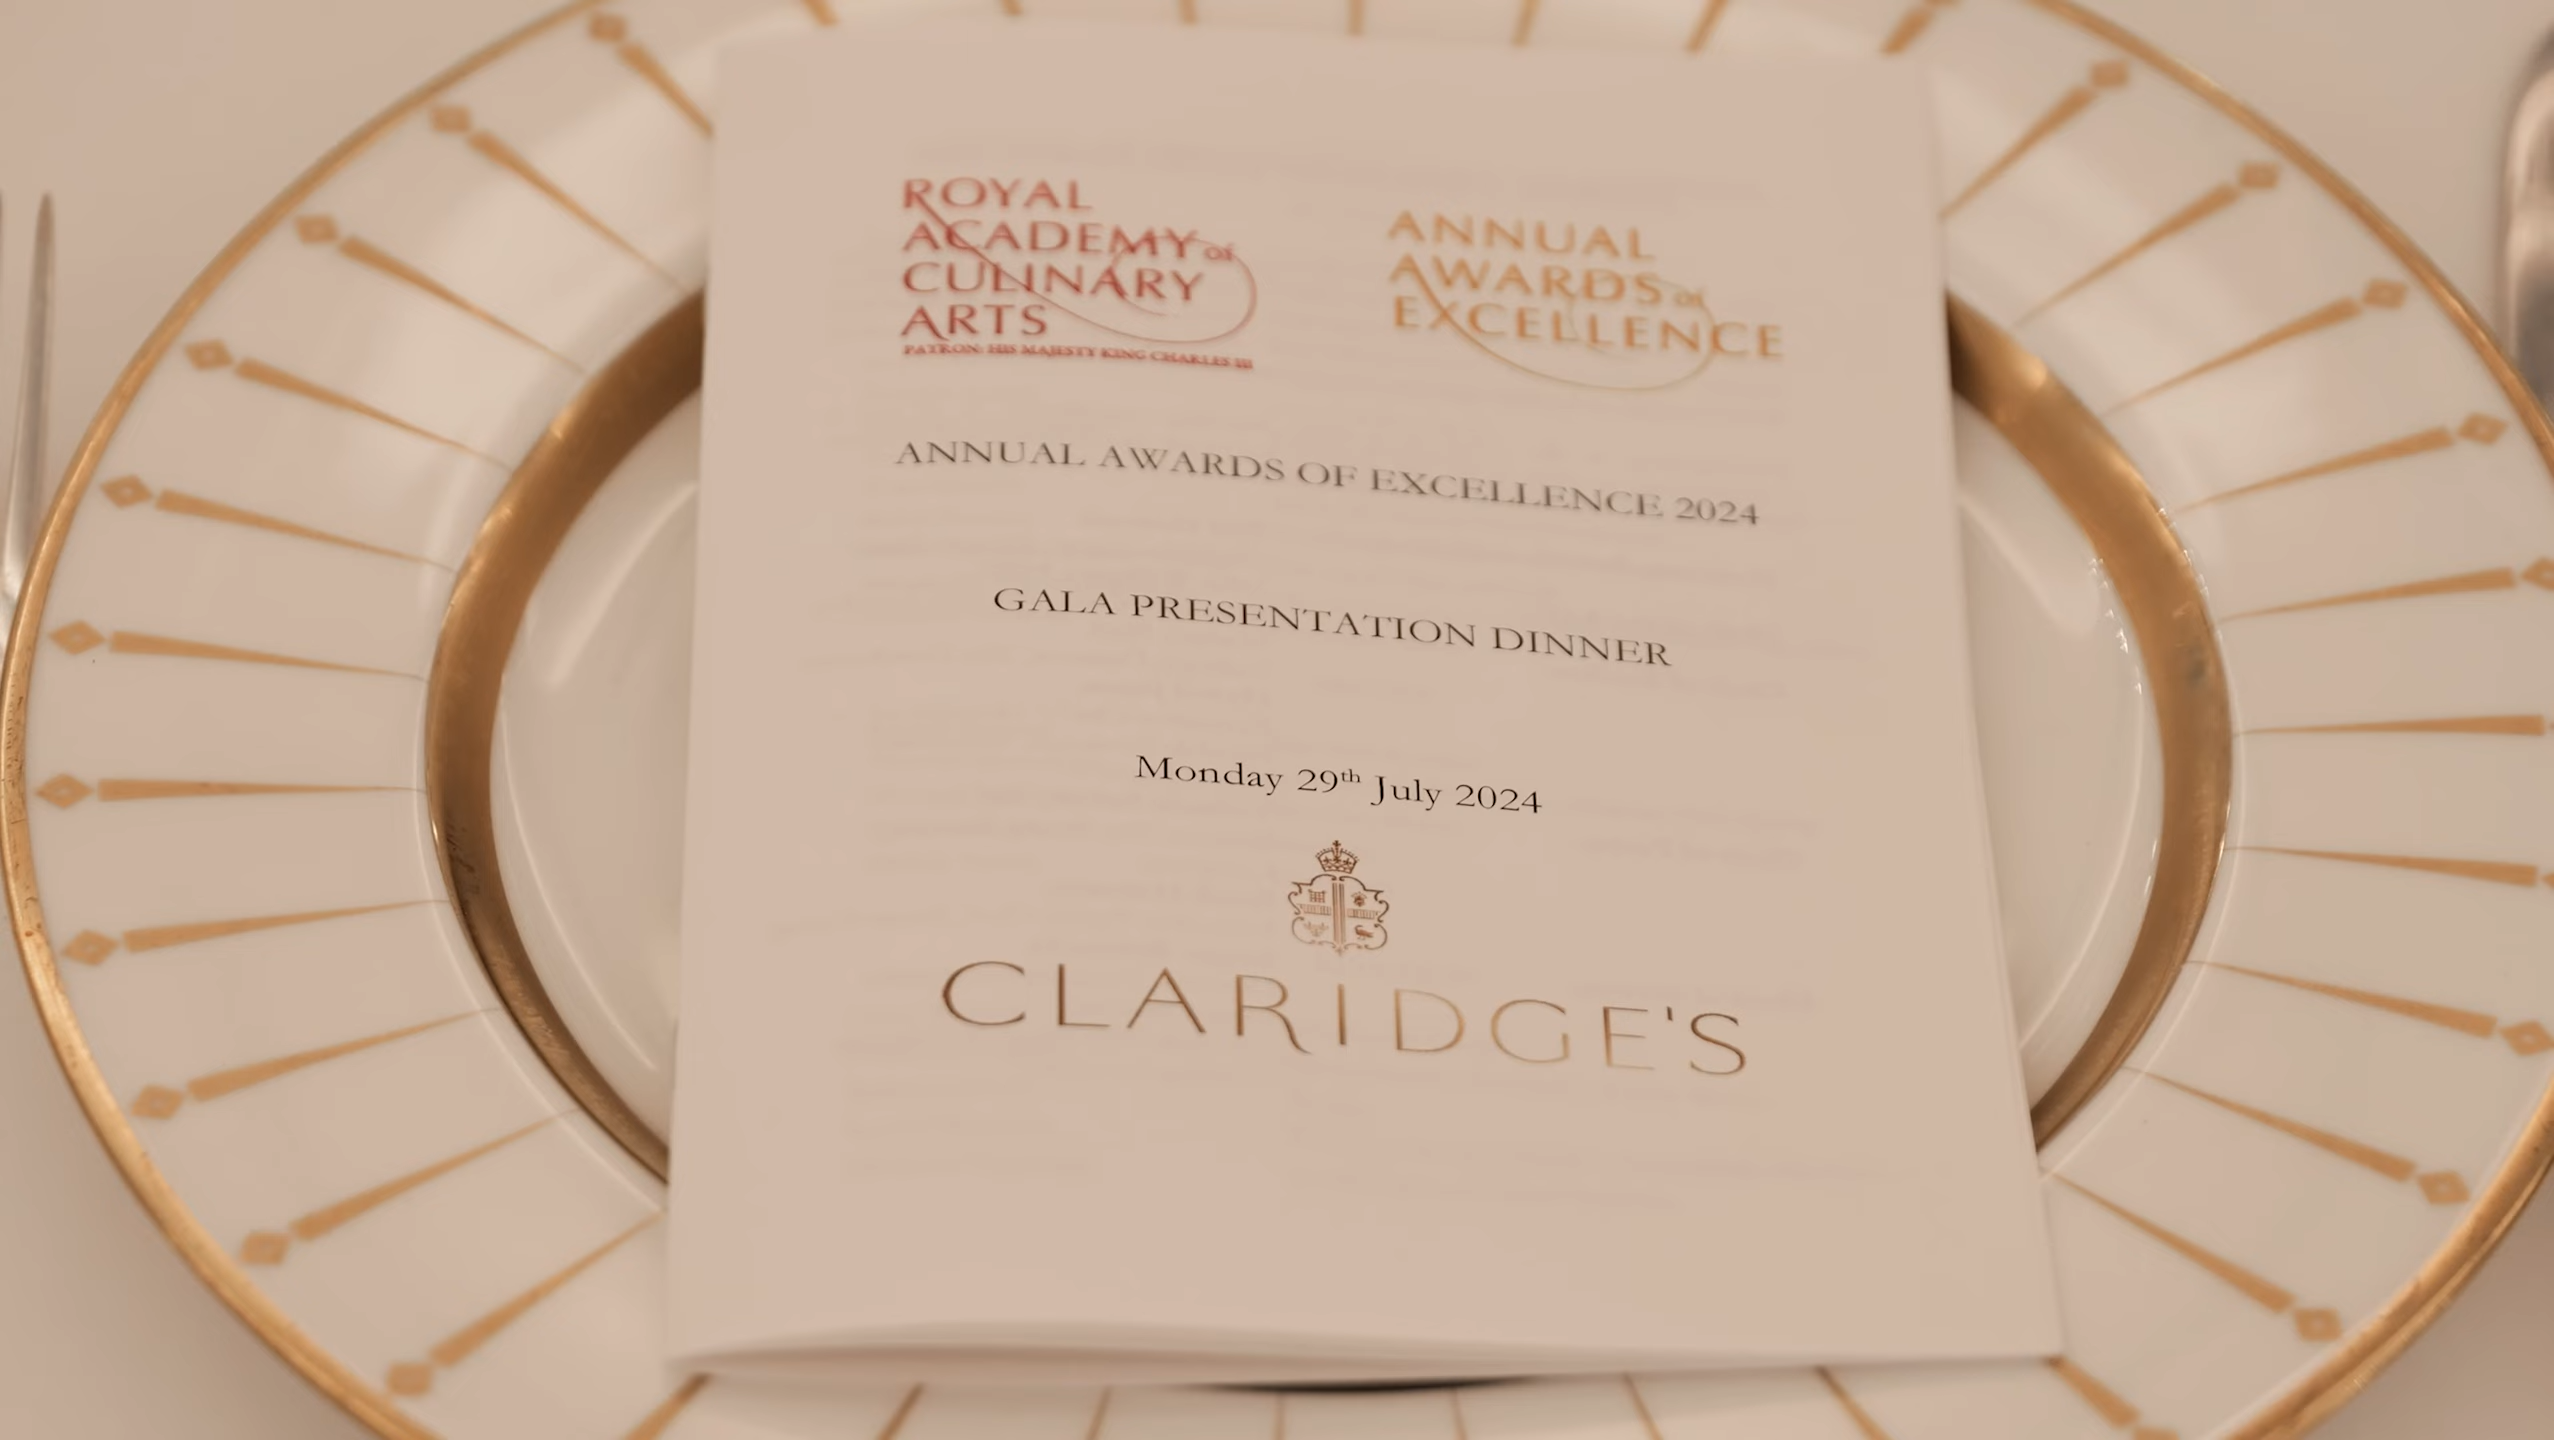 ROYAL
ACADEMY of
CULINARY
ARTS
PATRON: HIS MAJESTY KING CHARLES III
ANNUAL
AWARDS of
EXCELLENCE
ANNUAL AWARDS OF EXCELLENCE 2024
GALA PRESENTATION DINNER
Monday 29th July 2024
CLARIDGE'S